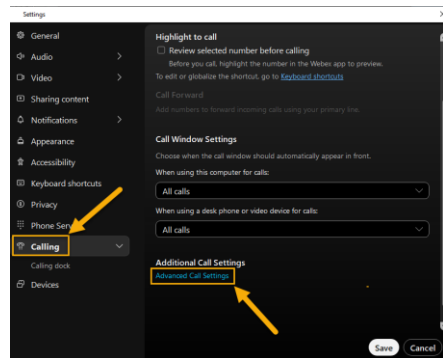 Settings
General
Audio
Video
Sharing content
Notifications
Appearance
Accessibility
Keyboard shortcuts
Privacy
Phone Serv
Calling
Calling dock
Devices
Highlight to call
Review selected number before calling
Before you call, highlight the number in the Webex app to preview.
To edit or globalize the shortcut, go to Keyboard shortcuts
Call Forward
Add numbers to forward incoming calls using your primary line.
Call Window Settings
Choose when the call window should automatically appear in front.
When using this computer for calls:
All calls
When using a desk phone or video device for calls:
All calls
Additional Call Settings
Advanced Call Settings
Save
Cancel